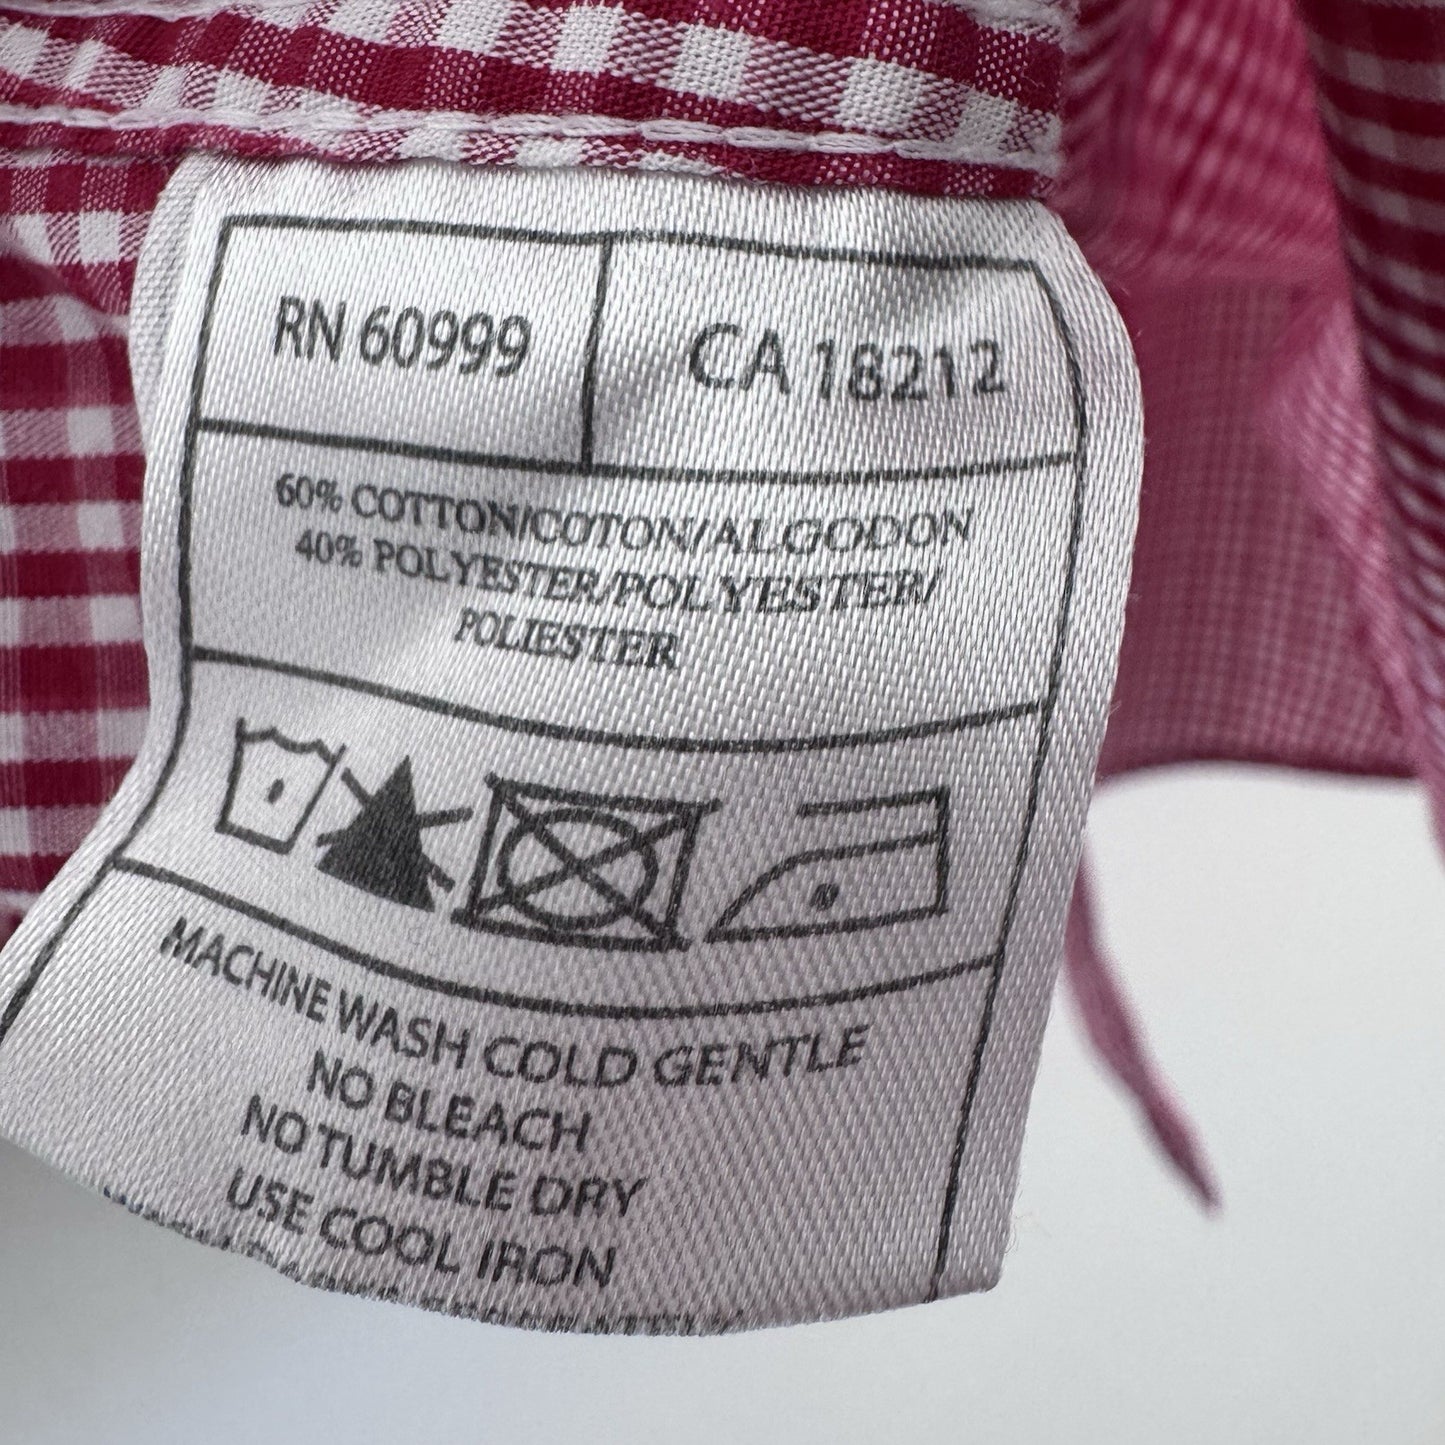 RN 60999
CA 18212
60% COTTON/COTON/ALGODON
40% POLYESTER/POLYESTER/
POLIESTER
MACHINE WASH COLD GENTLE
NO BLEACH
NO TUMBLE DRY
USE COOL IRON